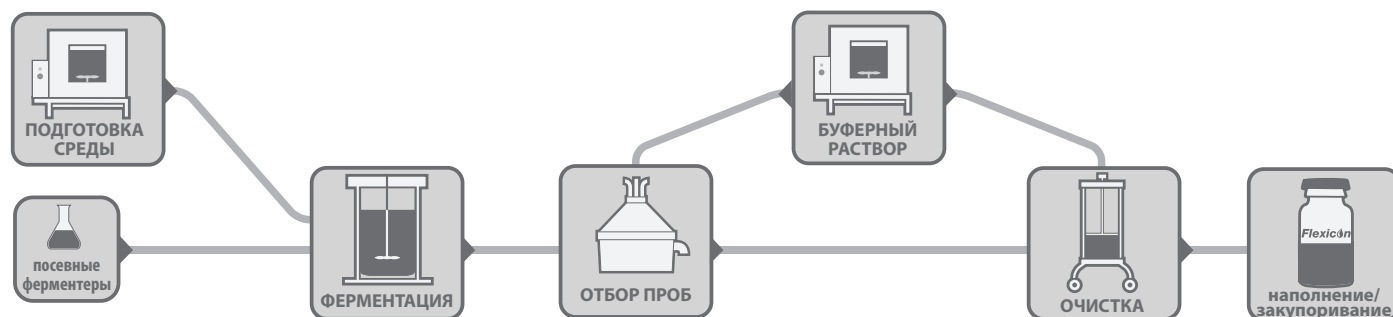 ПОДГОТОВКА
СРЕДЫ
БУФЕРНЫЙ
РАСТВОР
посевные
ферментеры
ФЕРМЕНТАЦИЯ
ОТБОР ПРОБ
ОЧИСТКА
Flexicon
наполнение/
закупоривание/